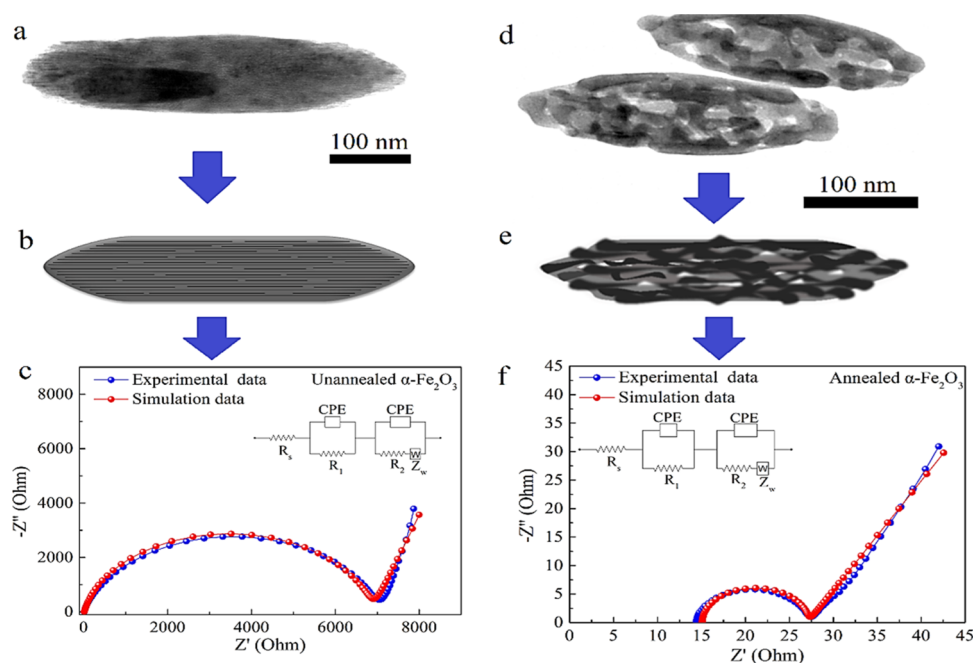 a
100 nm
b
c
8000
6000
4000
2000
0
-Z" (Ohm)
Experimental data
Simulation data
Unannealed α-Fe₂O₃
CPE
CPE
Rₛ
R₁
R₂
W
Z_w
0
2000
4000
6000
8000
Z' (Ohm)
d
100 nm
e
f
45
40
35
30
25
20
15
10
5
0
-Z" (Ohm)
Experimental data
Simulation data
Annealed α-Fe₂O₃
CPE
CPE
Rₛ
R₁
R₂
W
Z_w
0
5
10
15
20
25
30
35
40
45
Z' (Ohm)